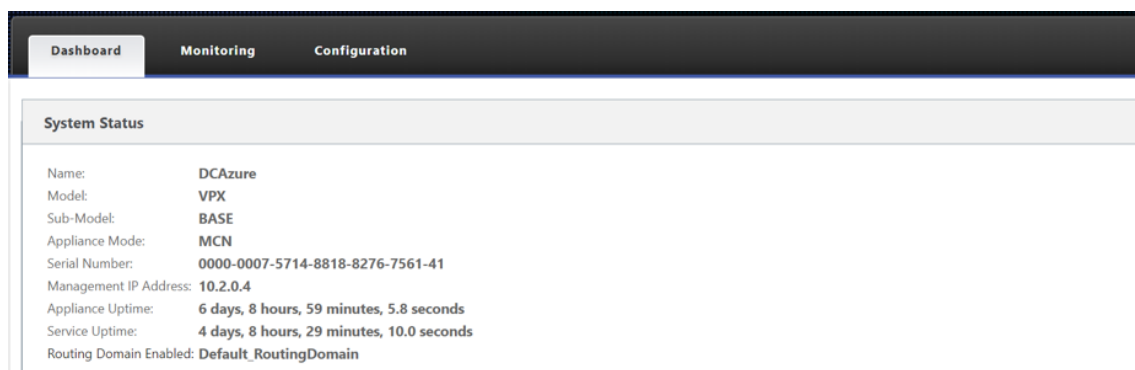 Dashboard Monitoring Configuration
System Status
Name: DCAzure
Model: VPX
Sub-Model: BASE
Appliance Mode: MCN
Serial Number: 0000-0007-5714-8818-8276-7561-41
Management IP Address: 10.2.0.4
Appliance Uptime: 6 days, 8 hours, 59 minutes, 5.8 seconds
Service Uptime: 4 days, 8 hours, 29 minutes, 10.0 seconds
Routing Domain Enabled: Default_RoutingDomain